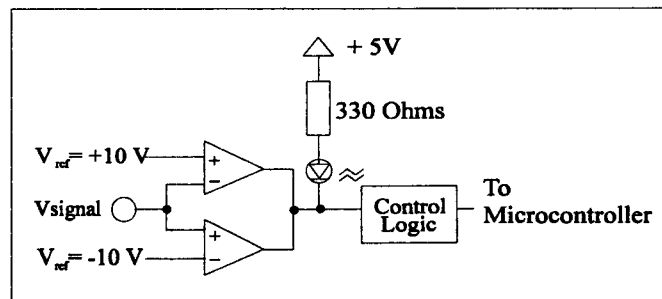 + 5V
330 Ohms
V_ref= +10 V
+
-
Vsignal
+
-
V_ref= -10 V
Control
Logic
To
Microcontroller